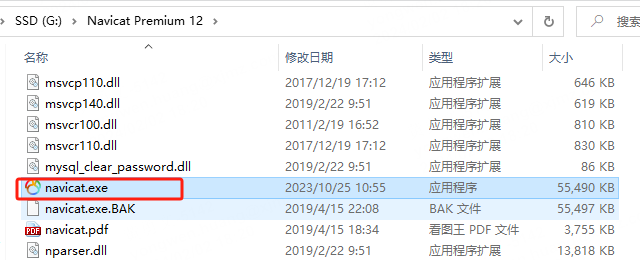 SSD (G:) > Navicat Premium 12 搜索
名称 修改日期 类型 大小
msvcp110.dll 2017/12/19 17:12 应用程序扩展 646 KB
msvcp140.dll 2019/2/22 9:51 应用程序扩展 619 KB
msvcr100.dll 2011/2/19 16:52 应用程序扩展 810 KB
msvcr110.dll 2017/12/19 17:12 应用程序扩展 830 KB
mysql_clear_password.dll 2019/2/22 9:51 应用程序扩展 86 KB
navicat.exe 2023/10/25 10:55 应用程序 55,490 KB
navicat.exe.BAK 2019/4/15 22:08 BAK 文件 55,497 KB
navicat.pdf 2019/4/15 18:34 看图王 PDF 文件 3,755 KB
PDF
nparser.dll 2019/2/22 9:51 应用程序扩展 13,818 KB